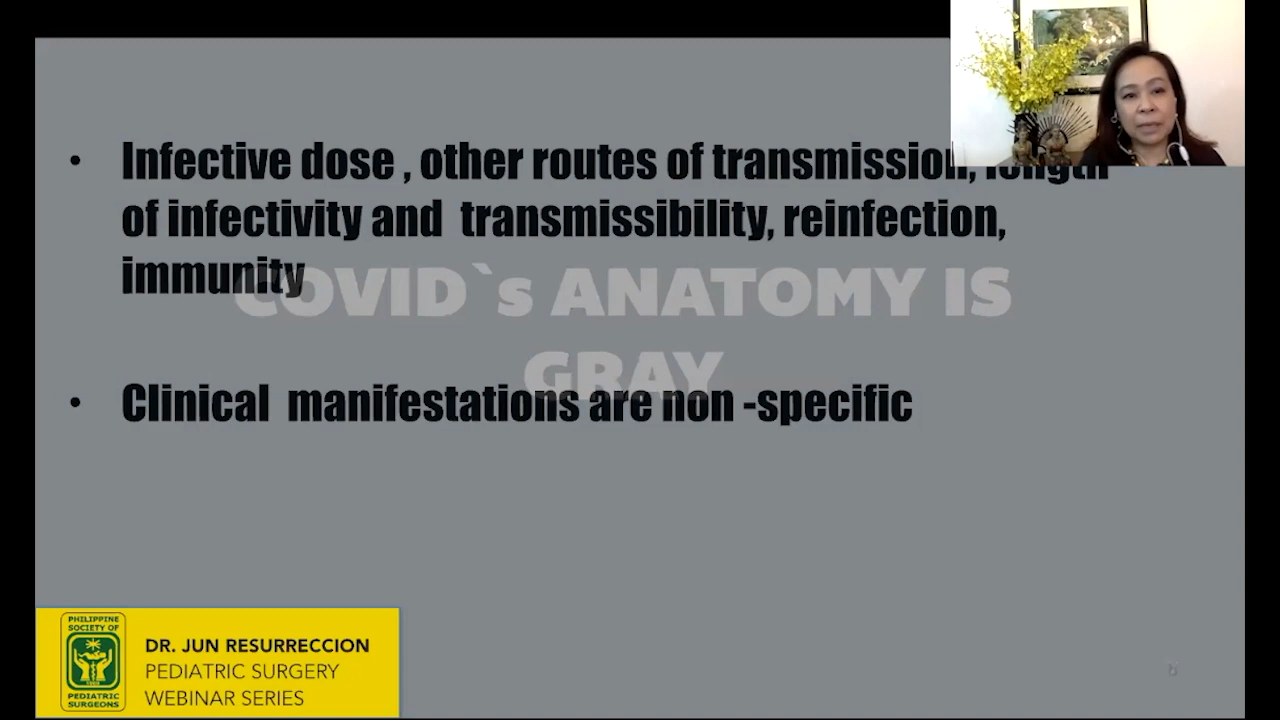 • Infective dose , other routes of transmission, length
of infectivity and transmissibility, reinfection,
immunity
COVID`s ANATOMY IS
GRAY
• Clinical manifestations are non -specific
PHILIPPINE
SOCIETY OF
PEDIATRIC
SURGEONS
DR. JUN RESURRECCION
PEDIATRIC SURGERY
WEBINAR SERIES